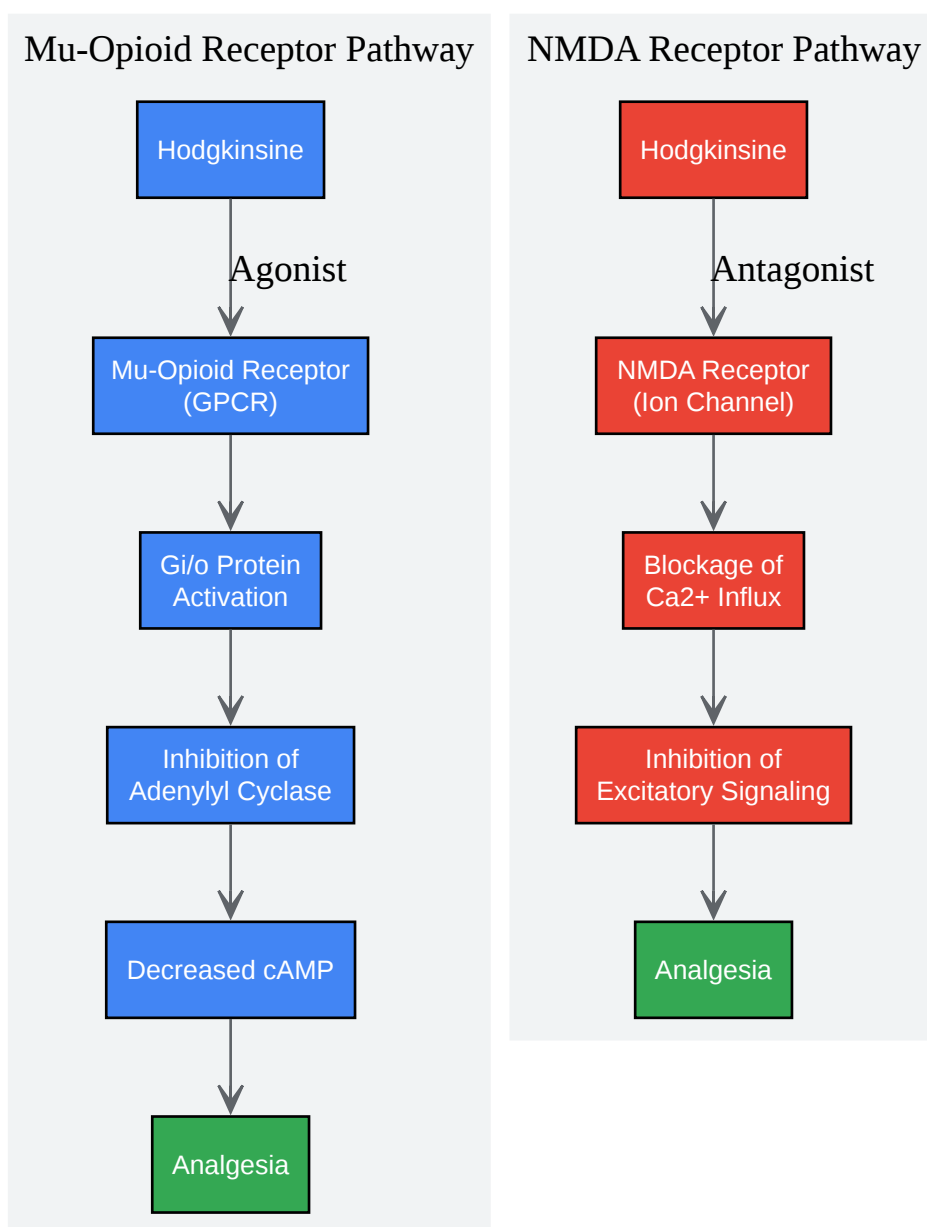 Mu-Opioid Receptor Pathway
Hodgkinsine
Agonist
Mu-Opioid Receptor
(GPCR)
Gi/o Protein
Activation
Inhibition of
Adenylyl Cyclase
Decreased cAMP
Analgesia
NMDA Receptor Pathway
Hodgkinsine
Antagonist
NMDA Receptor
(Ion Channel)
Blockage of
Ca2+ Influx
Inhibition of
Excitatory Signaling
Analgesia